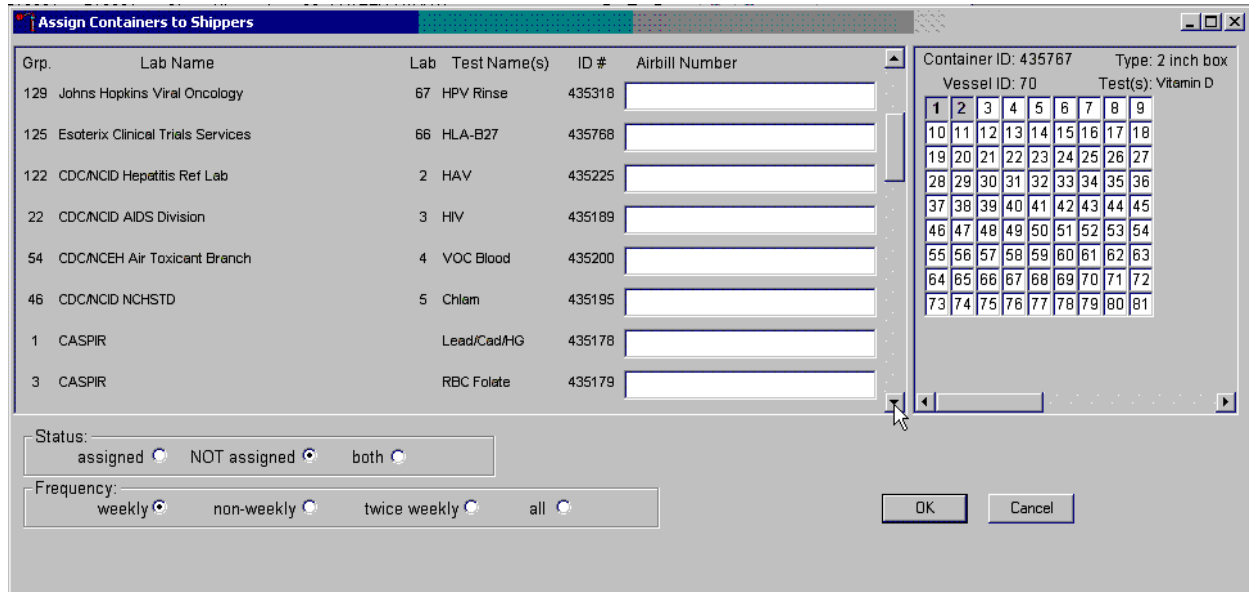 Assign Containers to Shippers
Grp. Lab Name Lab Test Name(s) ID # Airbill Number
129 Johns Hopkins Viral Oncology 67 HPV Rinse 435318
125 Esoterix Clinical Trials Services 66 HLA-B27 435768
122 CDC/NCID Hepatitis Ref Lab 2 HAV 435225
22 CDC/NCID AIDS Division 3 HIV 435189
54 CDC/NCEH Air Toxicant Branch 4 VOC Blood 435200
46 CDC/NCID NCHSTD 5 Chlam 435195
1 CASPIR Lead/Cad/HG 435178
3 CASPIR RBC Folate 435179
Container ID: 435767 Type: 2 inch box
Vessel ID: 70 Test(s): Vitamin D
1 2 3 4 5 6 7 8 9
10 11 12 13 14 15 16 17 18
19 20 21 22 23 24 25 26 27
28 29 30 31 32 33 34 35 36
37 38 39 40 41 42 43 44 45
46 47 48 49 50 51 52 53 54
55 56 57 58 59 60 61 62 63
64 65 66 67 68 69 70 71 72
73 74 75 76 77 78 79 80 81
Status:
assigned NOT assigned both
Frequency:
weekly non-weekly twice weekly all
OK Cancel